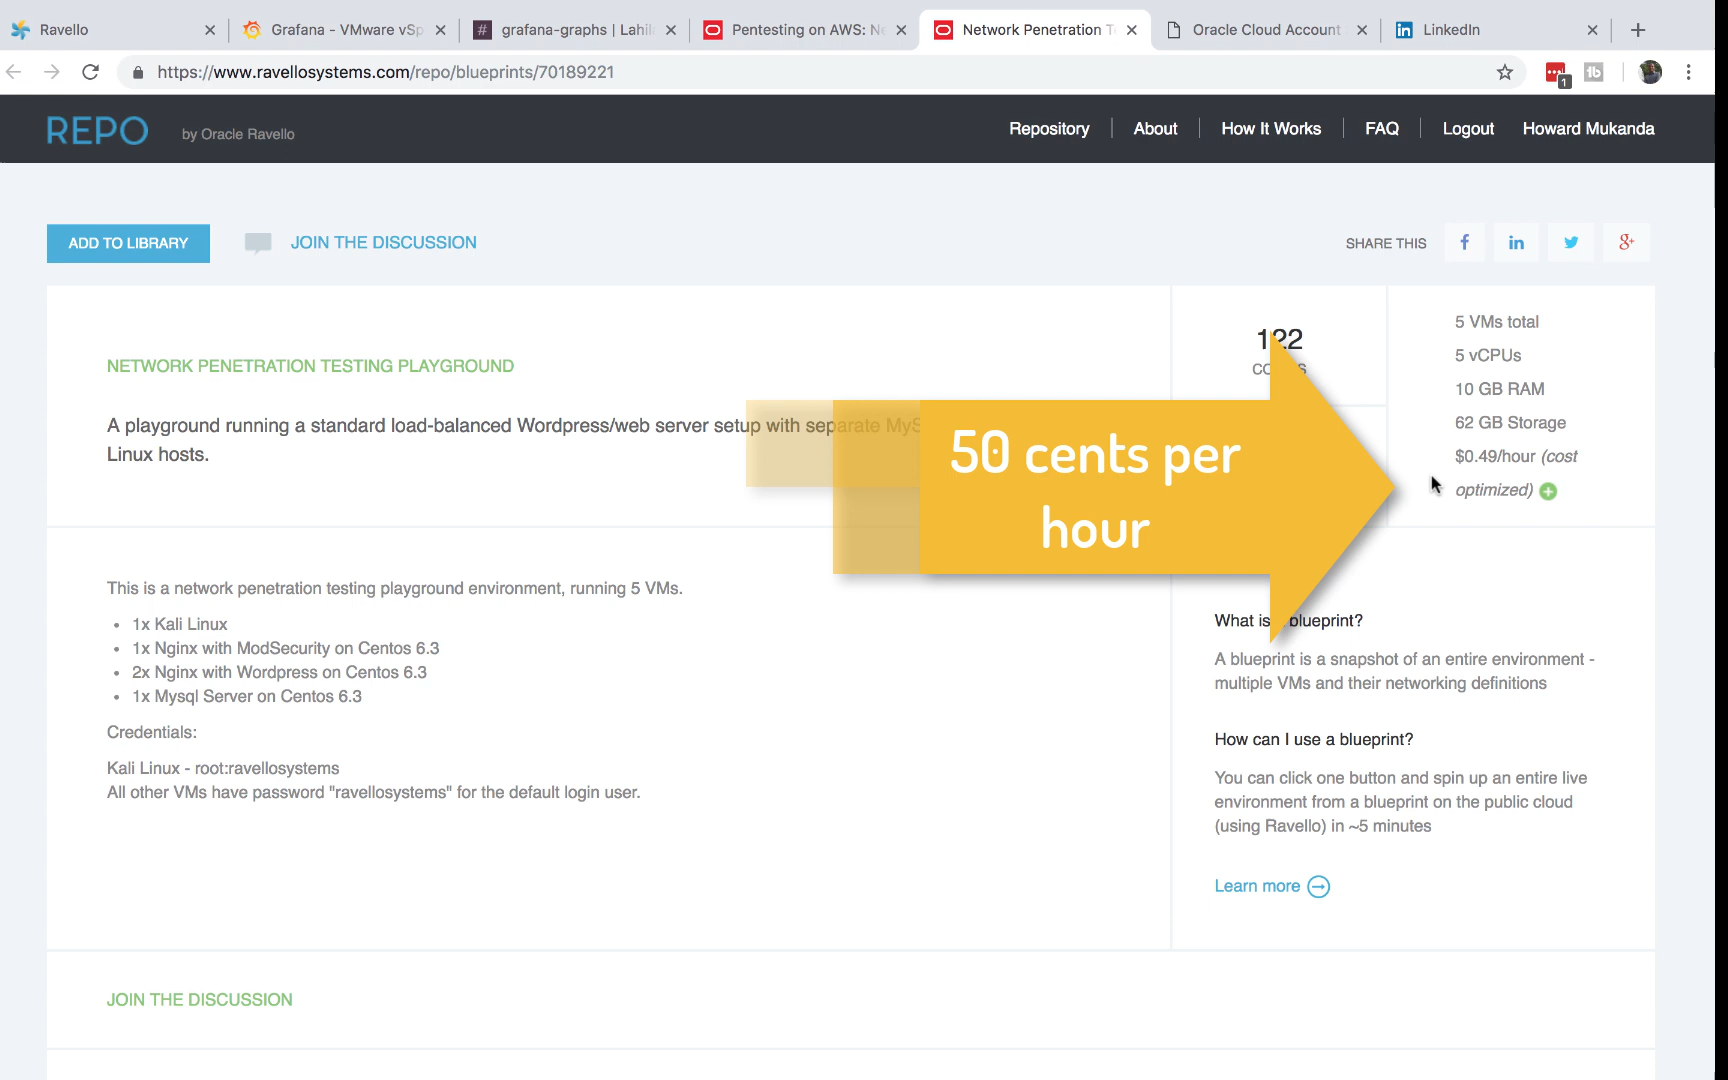 Ravello
Grafana - VMware vSp
grafana-graphs | Lahil
Pentesting on AWS: Ne
Network Penetration T
Oracle Cloud Account
LinkedIn
https://www.ravellosystems.com/repo/blueprints/70189221
1
REPO by Oracle Ravello
Repository
About
How It Works
FAQ
Logout
Howard Mukanda
ADD TO LIBRARY
JOIN THE DISCUSSION
SHARE THIS
NETWORK PENETRATION TESTING PLAYGROUND
A playground running a standard load-balanced Wordpress/web server setup with separate MyS
Linux hosts.
122
50 cents per
hour
5 VMs total
5 vCPUs
10 GB RAM
62 GB Storage
$0.49/hour (cost
optimized)
This is a network penetration testing playground environment, running 5 VMs.
• 1x Kali Linux
• 1x Nginx with ModSecurity on Centos 6.3
• 2x Nginx with Wordpress on Centos 6.3
• 1x Mysql Server on Centos 6.3
Credentials:
Kali Linux - root:ravellosystems
All other VMs have password "ravellosystems" for the default login user.
What is blueprint?
A blueprint is a snapshot of an entire environment -
multiple VMs and their networking definitions
How can I use a blueprint?
You can click one button and spin up an entire live
environment from a blueprint on the public cloud
(using Ravello) in ~5 minutes
Learn more
JOIN THE DISCUSSION